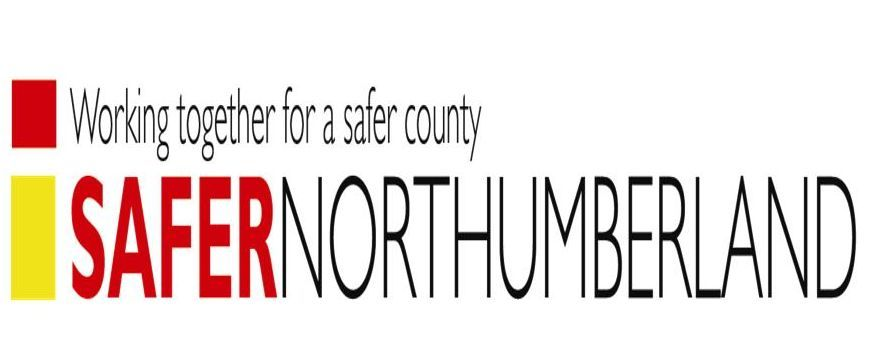 Working together for a safer county
SAFERNORTHUMBERLAND